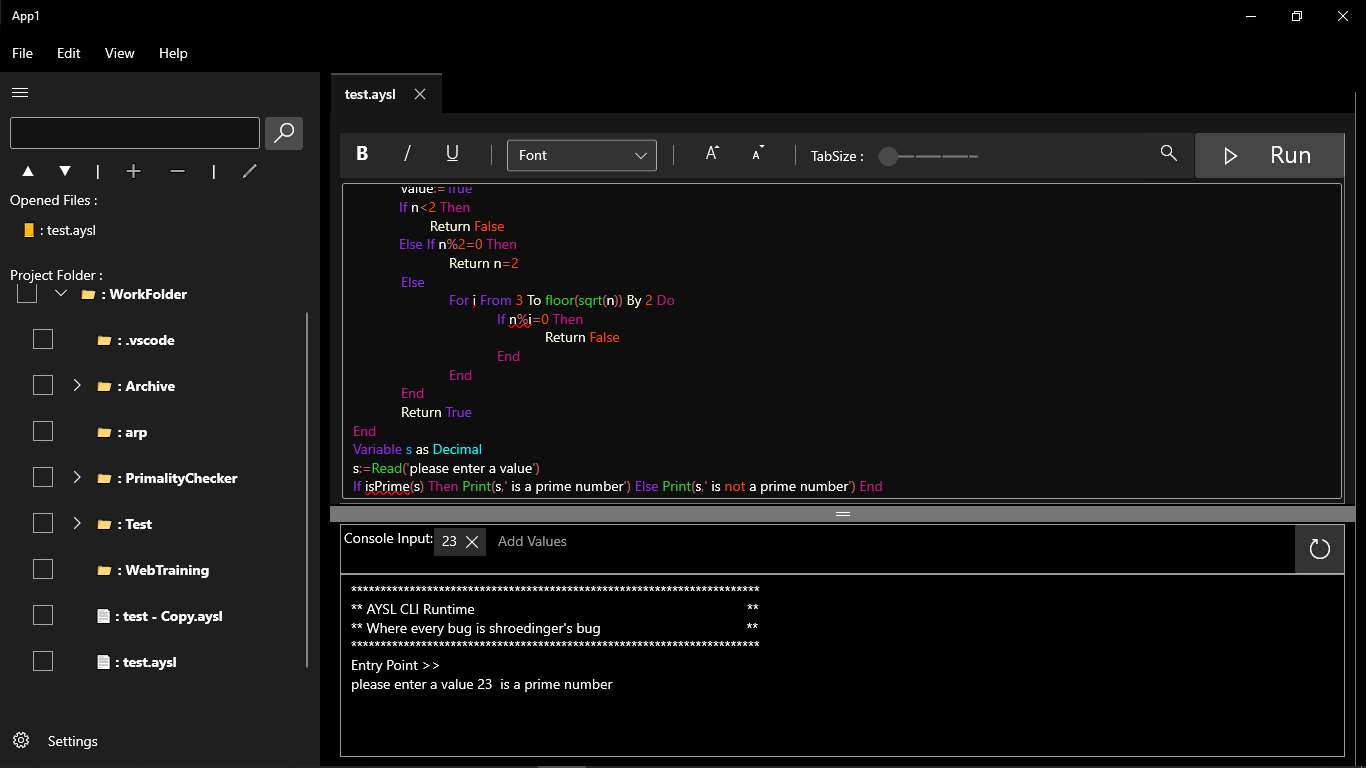 App1
File Edit View Help
test.aysl
B / U | Font | A A | TabSize : Run
Opened Files :
: test.aysl
Project Folder :
: WorkFolder
: .vscode
: Archive
: arp
: PrimalityChecker
: Test
: WebTraining
: test - Copy.aysl
: test.aysl
Settings
value:=True
If n<2 Then
Return False
Else If n%2=0 Then
Return n=2
Else
For i From 3 To floor(sqrt(n)) By 2 Do
If n%i=0 Then
Return False
End
End
End
Return True
End
Variable s as Decimal
s:=Read('please enter a value')
If isPrime(s) Then Print(s,' is a prime number') Else Print(s,' is not a prime number') End
Console Input: 23 Add Values
**********************************************************************************
** AYSL CLI Runtime **
** Where every bug is shroedinger's bug **
**********************************************************************************
Entry Point >>
please enter a value 23 is a prime number